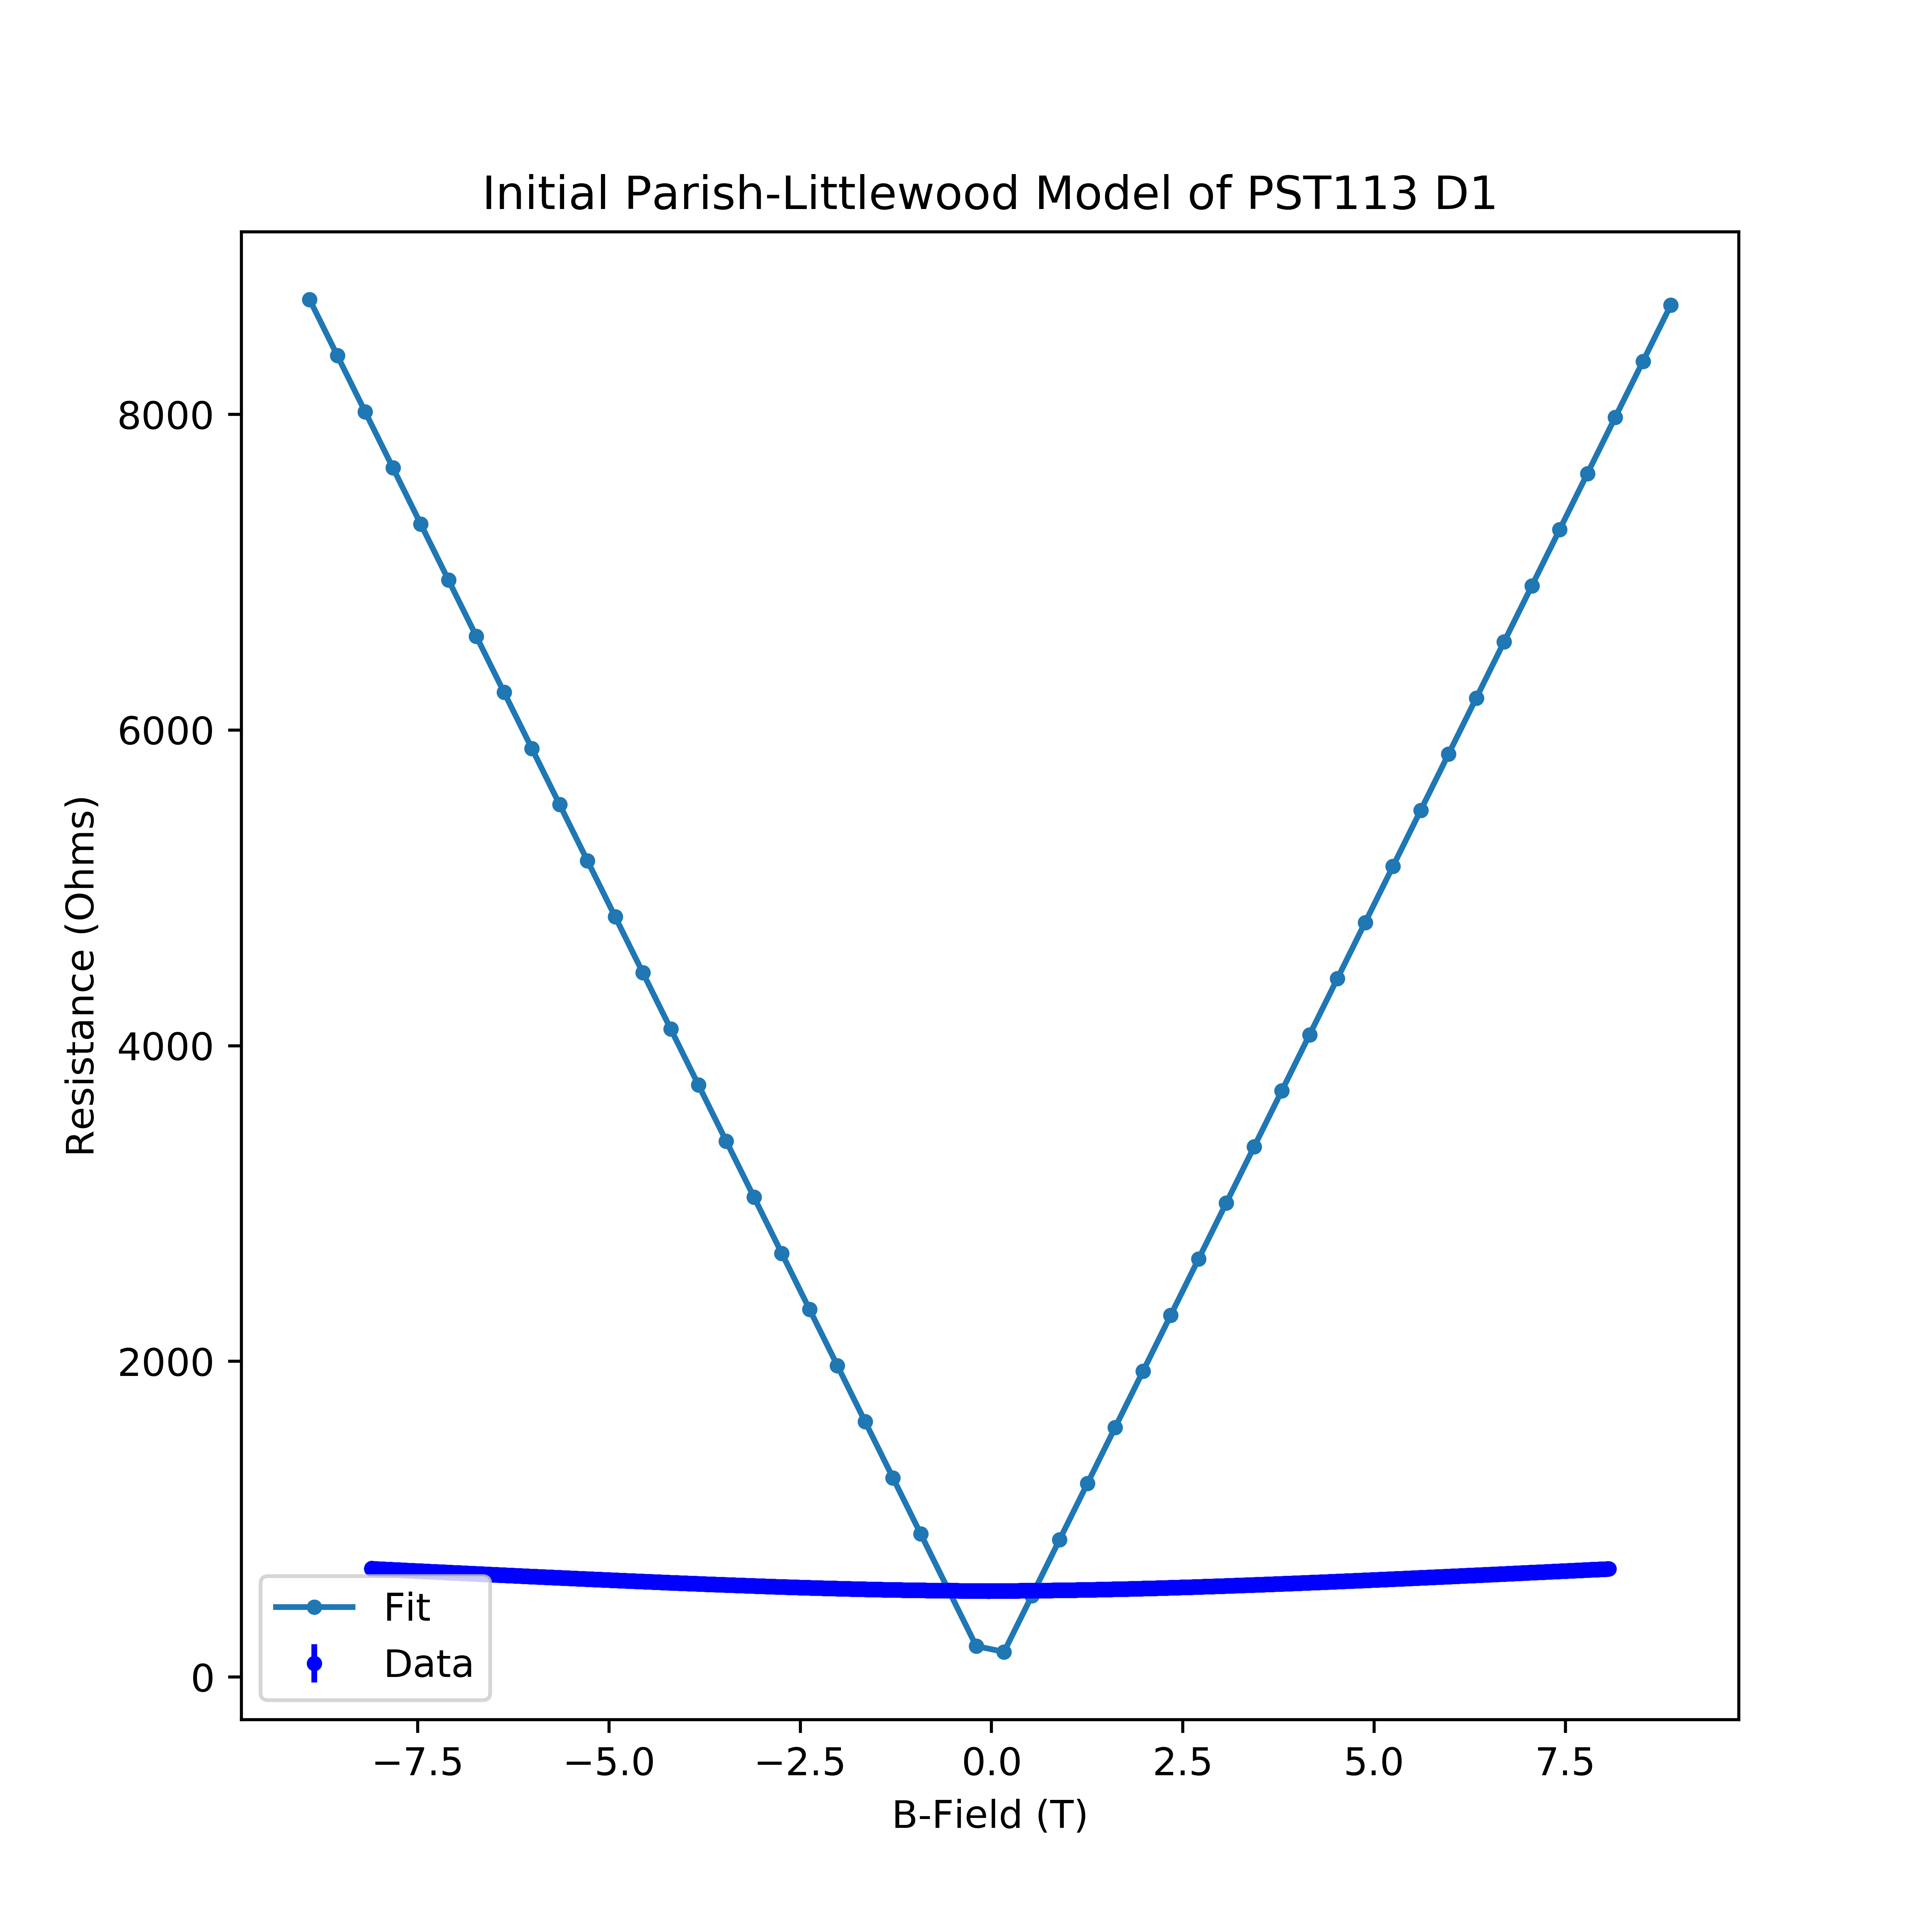 Initial Parish-Littlewood Model of PST113 D1
Resistance (Ohms)
8000
6000
4000
2000
0
Fit
Data
−7.5 −5.0 −2.5 0.0 2.5 5.0 7.5
B-Field (T)